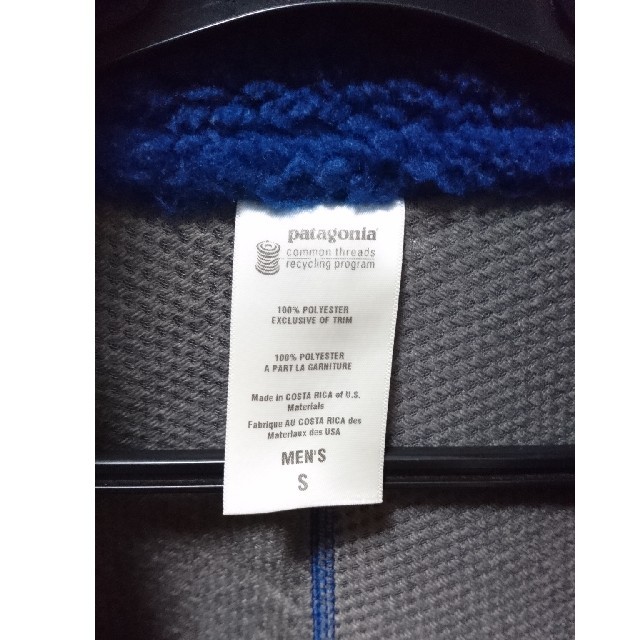 patagonia®
common threads
recycling program
100% POLYESTER
EXCLUSIVE OF TRIM
100% POLYESTER
A PART LA GARNITURE
Made in COSTA RICA of U.S.
Materials
Fabrique AU COSTA RICA des
Materiaux des USA
MEN'S
S